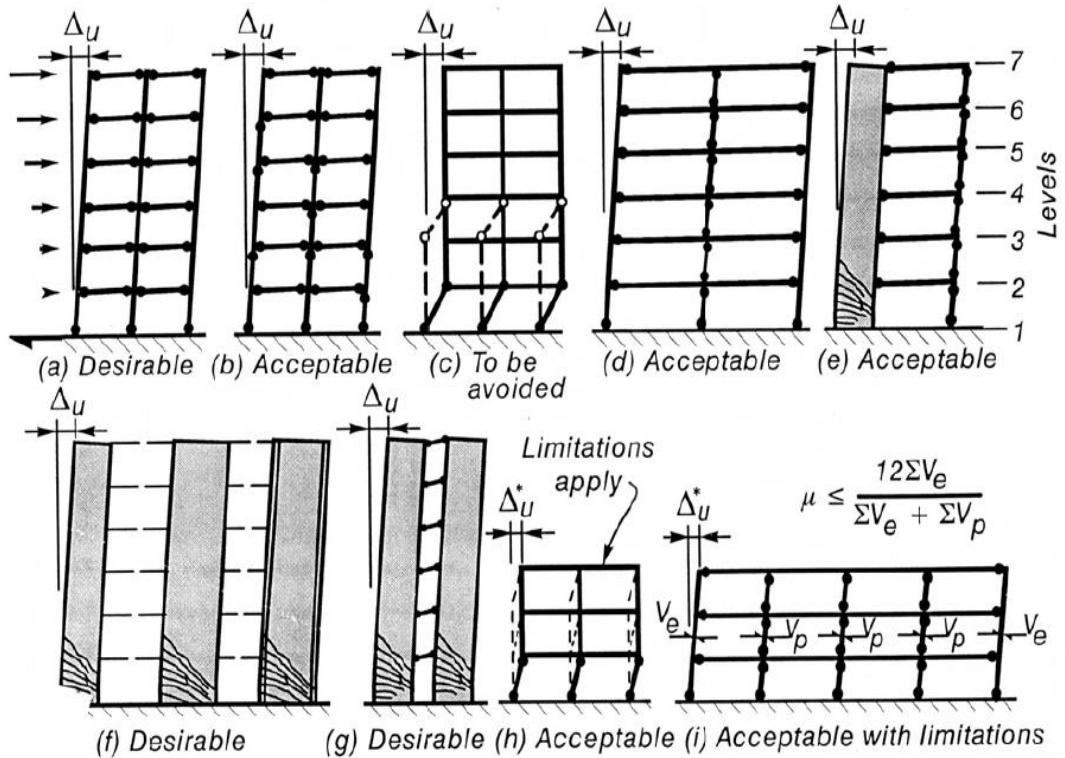 Δu
Δu
Δu
Δu
Δu
7
6
5
4
3
2
1
Levels
(a) Desirable
(b) Acceptable
(c) To be
avoided
(d) Acceptable
(e) Acceptable
Δu
Δu
Limitations
apply
Δ*u
Δ*u
μ ≤ 12ΣVe / ΣVe + ΣVp
Ve
Vp
Vp
Vp
Ve
(f) Desirable
(g) Desirable
(h) Acceptable
(i) Acceptable with limitations